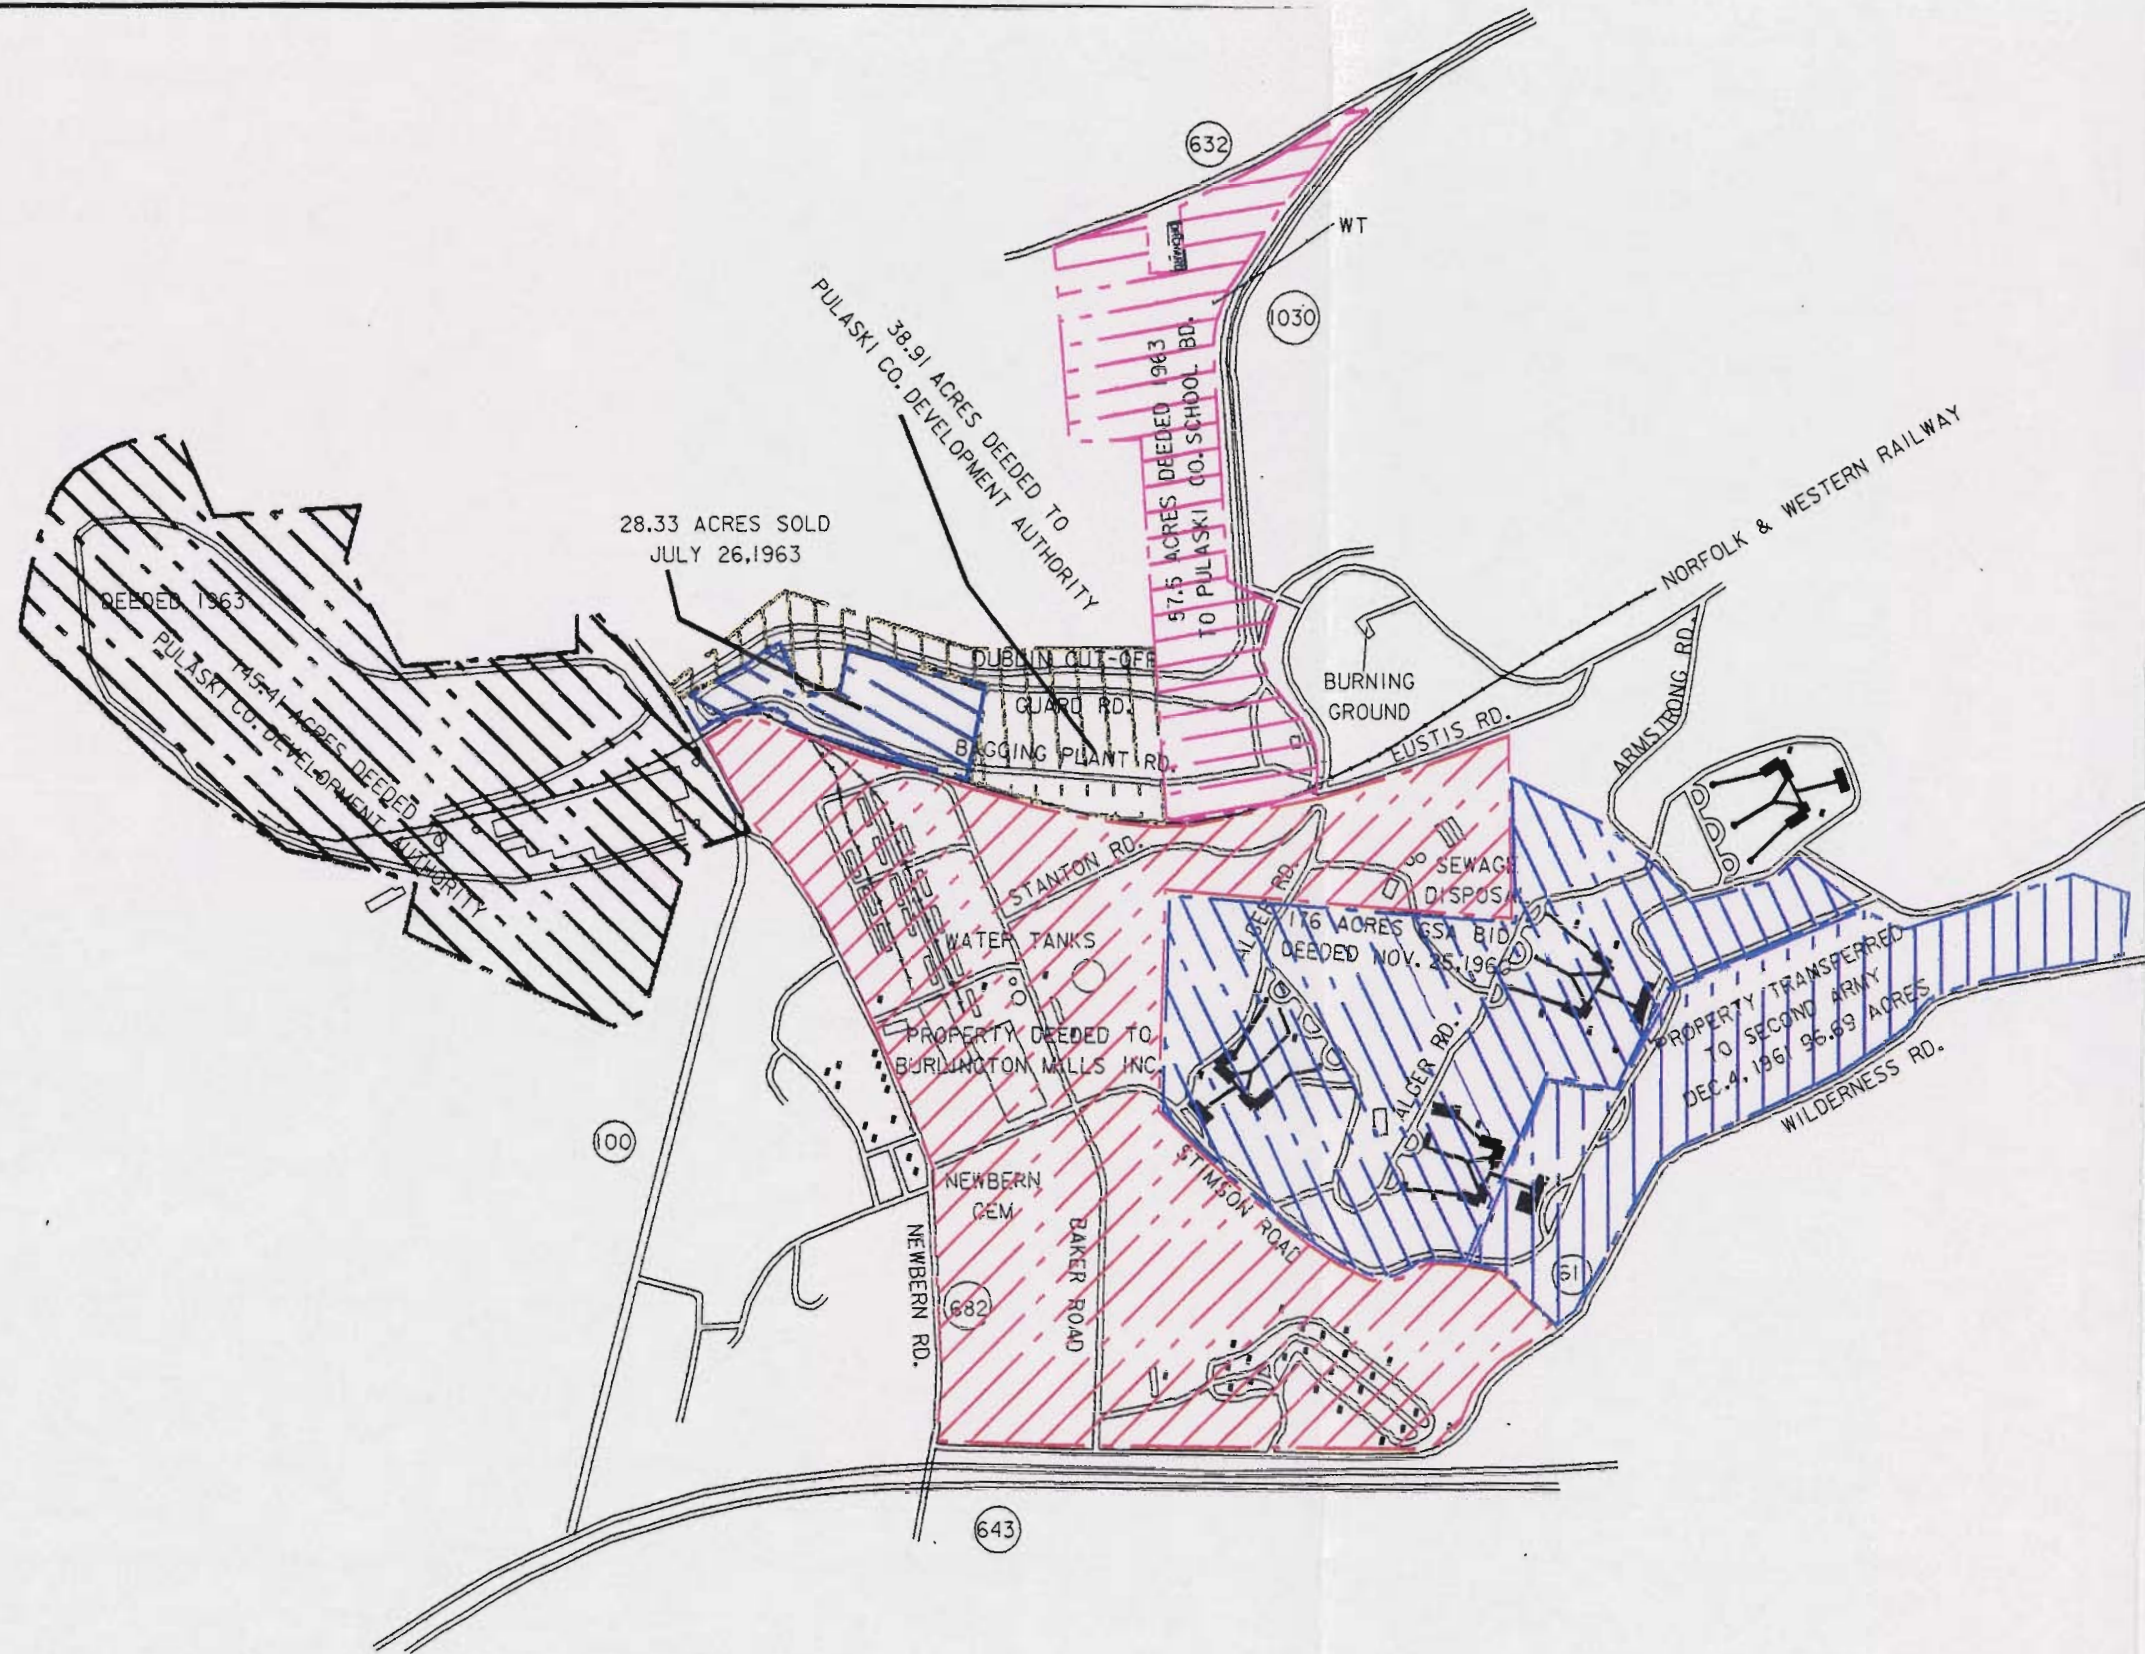 632
WT
1030
38.91 ACRES DEEDED TO
PULASKI CO. DEVELOPMENT AUTHORITY
57.5 ACRES DEEDED 1963
TO PULASKI CO. SCHOOL BD.
NORFOLK & WESTERN RAILWAY
28.33 ACRES SOLD
JULY 26,1963
DEEDED 1963
145.41 ACRES DEEDED TO
PULASKI CO. DEVELOPMENT AUTHORITY
DUBLIN CUT-OFF
GUARD RD.
BAGGING PLANT RD.
BURNING
GROUND
EUSTIS RD.
ARMSTRONG RD.
STANTON RD.
ALGER RD.
SEWAGE
DISPOSAL
176 ACRES GSA BID
DEEDED NOV. 25,196
WATER TANKS
PROPERTY DEEDED TO
BURLINGTON MILLS INC.
ALGER RD.
PROPERTY TRANSFERRED
TO SECOND ARMY
DEC.4, 1961 96.69 ACRES
WILDERNESS RD.
100
NEWBERN
CEM
STIMSON ROAD
BAKER ROAD
NEWBERN RD.
682
61
643